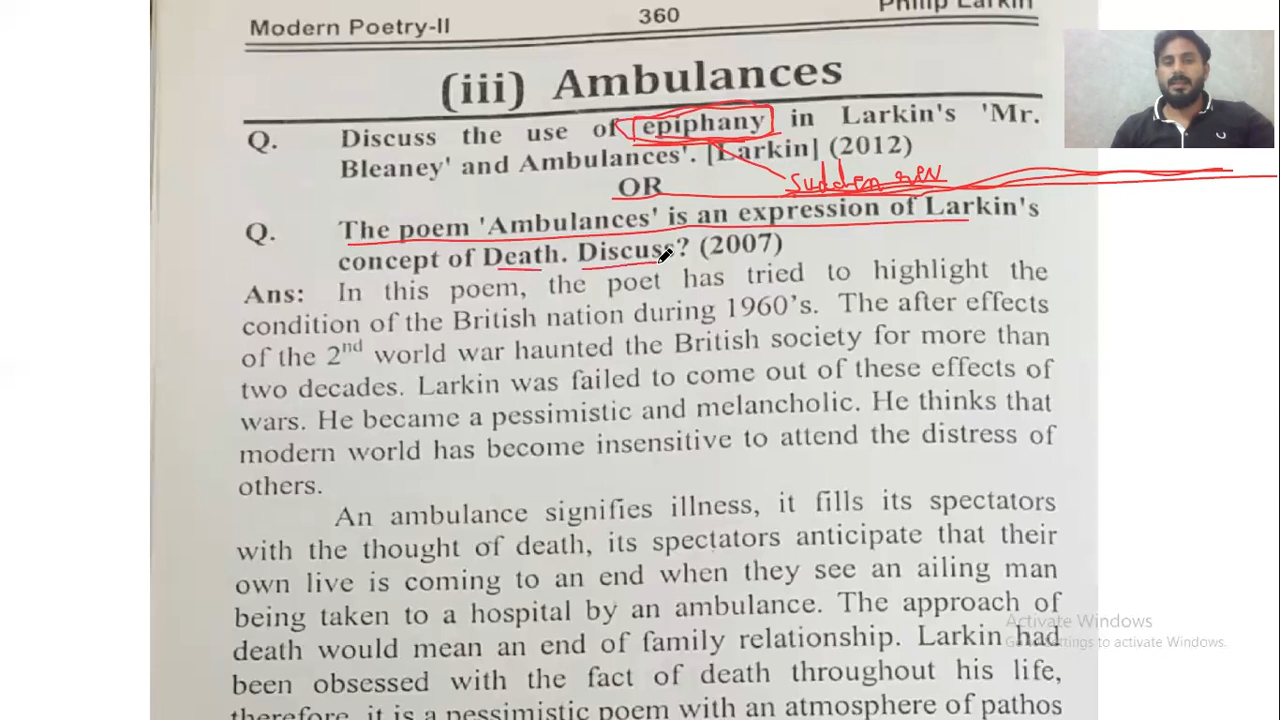 Modern Poetry-II 360 Philip Larkin
(iii) Ambulances
Q. Discuss the use of epiphany in Larkin's 'Mr.
Bleaney' and Ambulances'. [Larkin] (2012)
sudden rev
OR
Q. The poem 'Ambulances' is an expression of Larkin's
concept of Death. Discuss? (2007)
Ans: In this poem, the poet has tried to highlight the
condition of the British nation during 1960's. The after effects
of the 2nd world war haunted the British society for more than
two decades. Larkin was failed to come out of these effects of
wars. He became a pessimistic and melancholic. He thinks that
modern world has become insensitive to attend the distress of
others.
An ambulance signifies illness, it fills its spectators
with the thought of death, its spectators anticipate that their
own live is coming to an end when they see an ailing man
being taken to a hospital by an ambulance. The approach of
death would mean an end of family relationship. Larkin had
been obsessed with the fact of death throughout his life,
therefore, it is a pessimistic poem with an atmosphere of pathos
Activate Windows
Go to Settings to activate Windows.